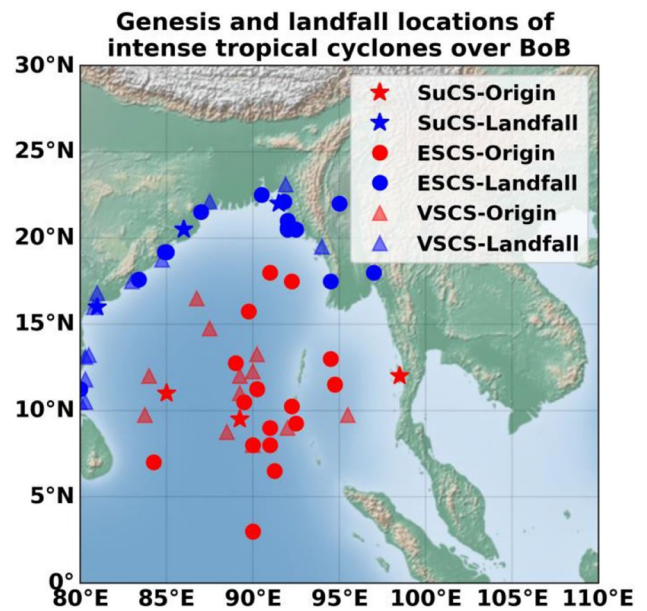 Genesis and landfall locations of
intense tropical cyclones over BoB
30°N
25°N
20°N
15°N
10°N
5°N
0°
80°E 85°E 90°E 95°E 100°E 105°E 110°E
SuCS-Origin
SuCS-Landfall
ESCS-Origin
ESCS-Landfall
VSCS-Origin
VSCS-Landfall